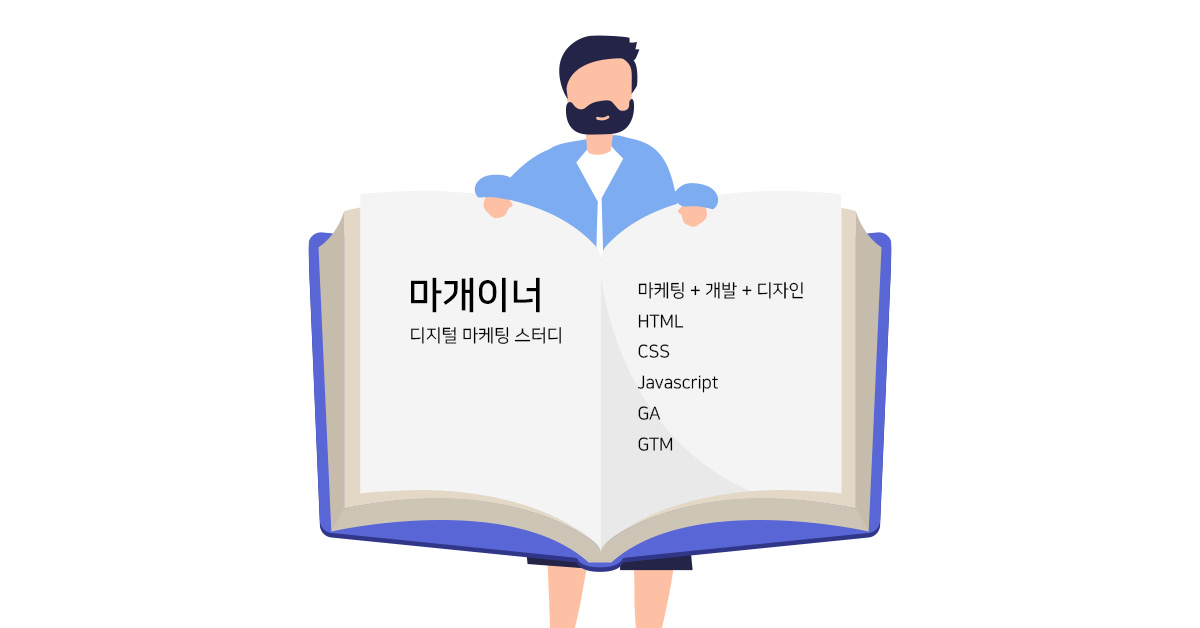 마개이너
디지털 마케팅 스터디
마케팅 + 개발 + 디자인
HTML
CSS
Javascript
GA
GTM